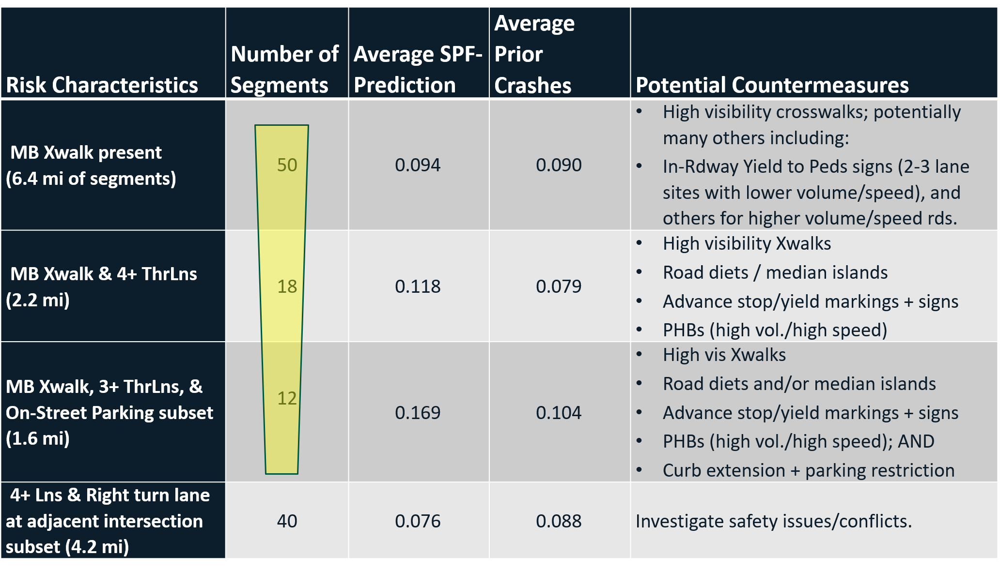 Risk Characteristics
Number of
Segments
Average SPF-
Prediction
Average
Prior
Crashes
Potential Countermeasures
MB Xwalk present
(6.4 mi of segments)
50
0.094
0.090
• High visibility crosswalks; potentially
many others including:
• In-Rdway Yield to Peds signs (2-3 lane
sites with lower volume/speed), and
others for higher volume/speed rds.
MB Xwalk & 4+ ThrLns
(2.2 mi)
18
0.118
0.079
• High visibility Xwalks
• Road diets / median islands
• Advance stop/yield markings + signs
• PHBs (high vol./high speed)
MB Xwalk, 3+ ThrLns, &
On-Street Parking subset
(1.6 mi)
12
0.169
0.104
• High vis Xwalks
• Road diets and/or median islands
• Advance stop/yield markings + signs
• PHBs (high vol./high speed); AND
• Curb extension + parking restriction
4+ Lns & Right turn lane
at adjacent intersection
subset (4.2 mi)
40
0.076
0.088
Investigate safety issues/conflicts.